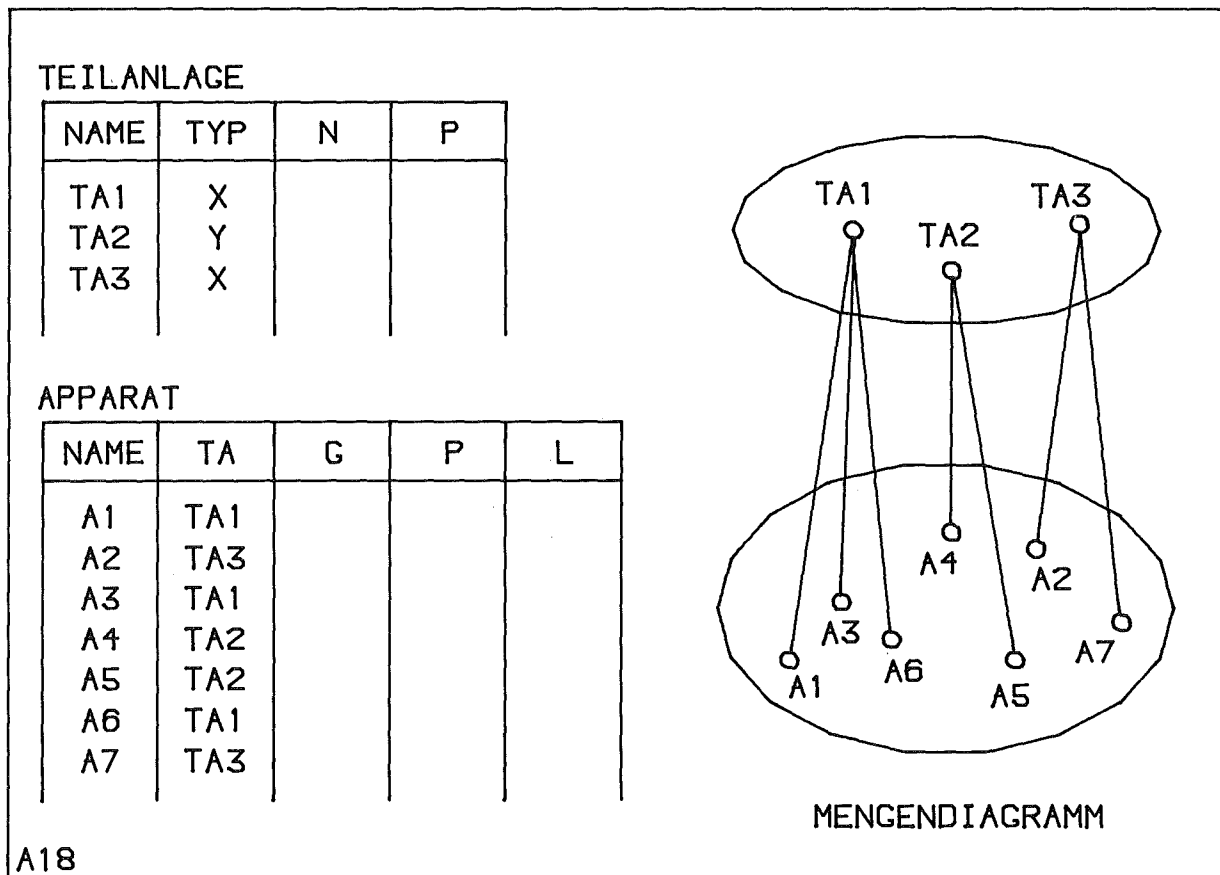 TEILANLAGE
NAME TYP N P
TA1 X
TA2 Y
TA3 X
APPARAT
NAME TA G P L
A1 TA1
A2 TA3
A3 TA1
A4 TA2
A5 TA2
A6 TA1
A7 TA3
TA1 TA2 TA3
A4 A2
A3 A6 A7
A1 A5
MENGENDIAGRAMM
A18